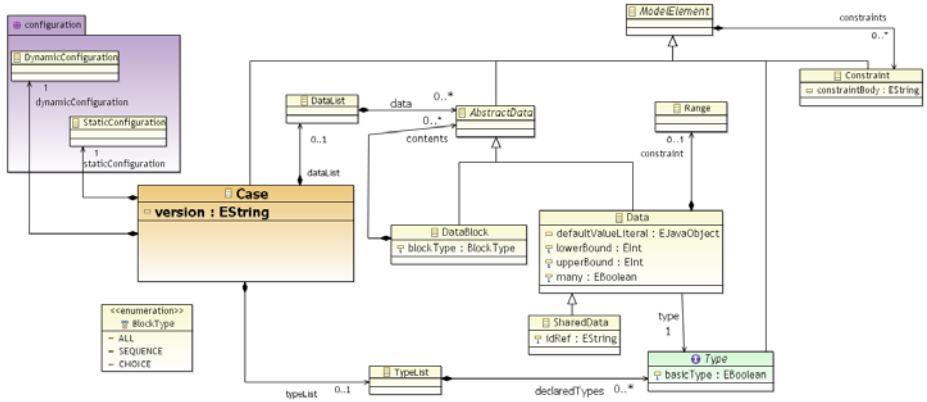 configuration
DynamicConfiguration
1
dynamicConfiguration
StaticConfiguration
1
staticConfiguration
ModelElement
constraints
0..*
Constraint
constraintBody : EString
DataList
data
0..*
AbstractData
0..*
contents
0..1
dataList
Range
0..1
constraint
Case
version : EString
DataBlock
blockType : BlockType
Data
defaultValueLiteral : EJavaObject
lowerBound : EInt
upperBound : EInt
many : EBoolean
<<enumeration>>
BlockType
ALL
SEQUENCE
CHOICE
SharedData
idRef : EString
type
1
Type
basicType : EBoolean
TypeList
typeList
0..1
declaredTypes
0..*